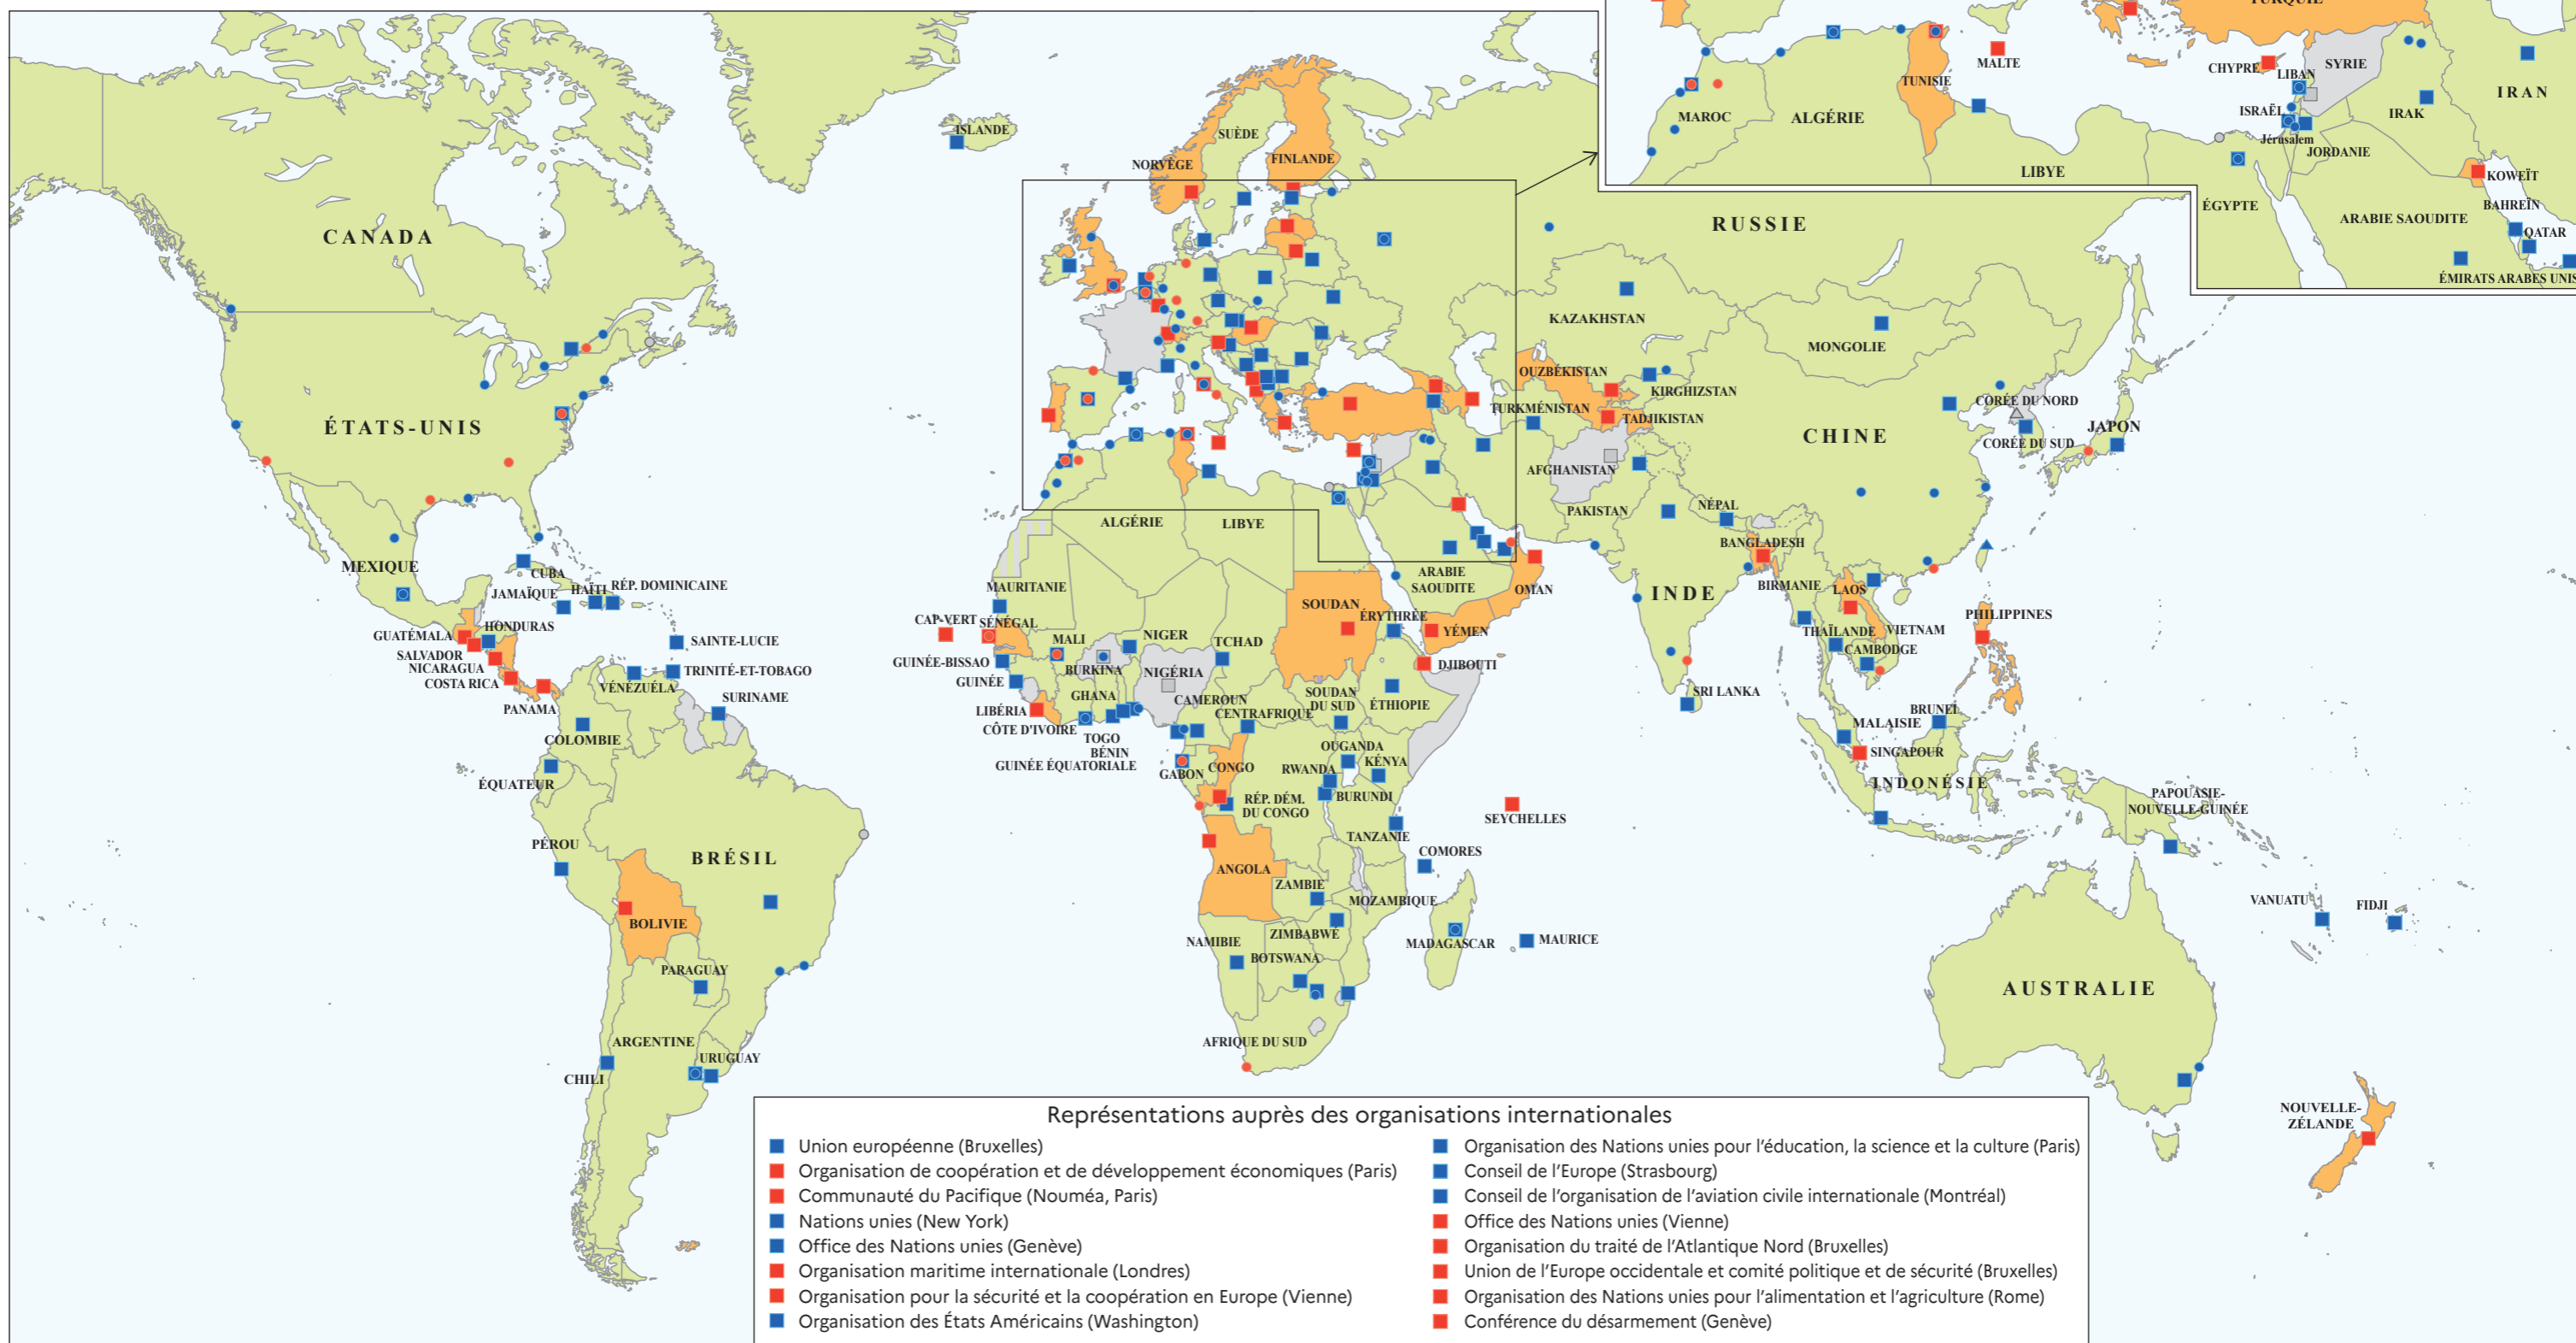 TURQUIE
MALTE
CHYPRE
LIBAN
SYRIE
TUNISIE
IRAN
ISRAËL
IRAK
MAROC
ALGÉRIE
Jérusalem
JORDANIE
LIBYE
KOWEÏT
ÉGYPTE
BAHREÏN
ARABIE SAOUDITE
QATAR
ÉMIRATS ARABES UNIS
ISLANDE
SUÈDE
NORVÈGE
FINLANDE
CANADA
RUSSIE
KAZAKHSTAN
MONGOLIE
OUZBÉKISTAN
KIRGHIZSTAN
CORÉE DU NORD
TURKMÉNISTAN
TADJIKISTAN
ÉTATS-UNIS
JAPON
CHINE
CORÉE DU SUD
AFGHANISTAN
PAKISTAN
NÉPAL
ALGÉRIE
LIBYE
BANGLADESH
MEXIQUE
CUBA
ARABIE
SAOUDITE
OMAN
INDE
BIRMANIE
LAOS
JAMAÏQUE
HAÏTI
RÉP. DOMINICAINE
MAURITANIE
SOUDAN
ÉRYTHRÉE
PHILIPPINES
CAP-VERT
SÉNÉGAL
GUATÉMALA
HONDURAS
SAINTE-LUCIE
MALI
NIGER
TCHAD
YÉMEN
THAÏLANDE
VIETNAM
SALVADOR
NICARAGUA
COSTA RICA
TRINITÉ-ET-TOBAGO
GUINÉE-BISSAO
BURKINA
NIGÉRIA
DJIBOUTI
CAMBODGE
VÉNÉZUÉLA
SURINAME
GUINÉE
GHANA
CAMEROUN
SOUDAN
DU SUD
ÉTHIOPIE
SRI LANKA
PANAMA
LIBÉRIA
CENTRAFRIQUE
BRUNEÏ
MALAISIE
CÔTE D'IVOIRE
TOGO
BÉNIN
COLOMBIE
GUINÉE ÉQUATORIALE
OUGANDA
KÉNYA
SINGAPOUR
ÉQUATEUR
GABON
CONGO
RWANDA
INDONÉSIE
RÉP. DÉM.
DU CONGO
BURUNDI
PAPOUASIE-
NOUVELLE-GUINÉE
SEYCHELLES
PÉROU
TANZANIE
BRÉSIL
COMORES
ANGOLA
ZAMBIE
MOZAMBIQUE
VANUATU
FIDJI
BOLIVIE
NAMIBIE
ZIMBABWE
MADAGASCAR
MAURICE
BOTSWANA
PARAGUAY
AUSTRALIE
ARGENTINE
AFRIQUE DU SUD
URUGUAY
CHILI
NOUVELLE-
ZÉLANDE
Représentations auprès des organisations internationales
Union européenne (Bruxelles)
Organisation de coopération et de développement économiques (Paris)
Communauté du Pacifique (Nouméa, Paris)
Nations unies (New York)
Office des Nations unies (Genève)
Organisation maritime internationale (Londres)
Organisation pour la sécurité et la coopération en Europe (Vienne)
Organisation des États Américains (Washington)
Organisation des Nations unies pour l'éducation, la science et la culture (Paris)
Conseil de l'Europe (Strasbourg)
Conseil de l'organisation de l'aviation civile internationale (Montréal)
Office des Nations unies (Vienne)
Organisation du traité de l'Atlantique Nord (Bruxelles)
Union de l'Europe occidentale et comité politique et de sécurité (Bruxelles)
Organisation des Nations unies pour l'alimentation et l'agriculture (Rome)
Conférence du désarmement (Genève)